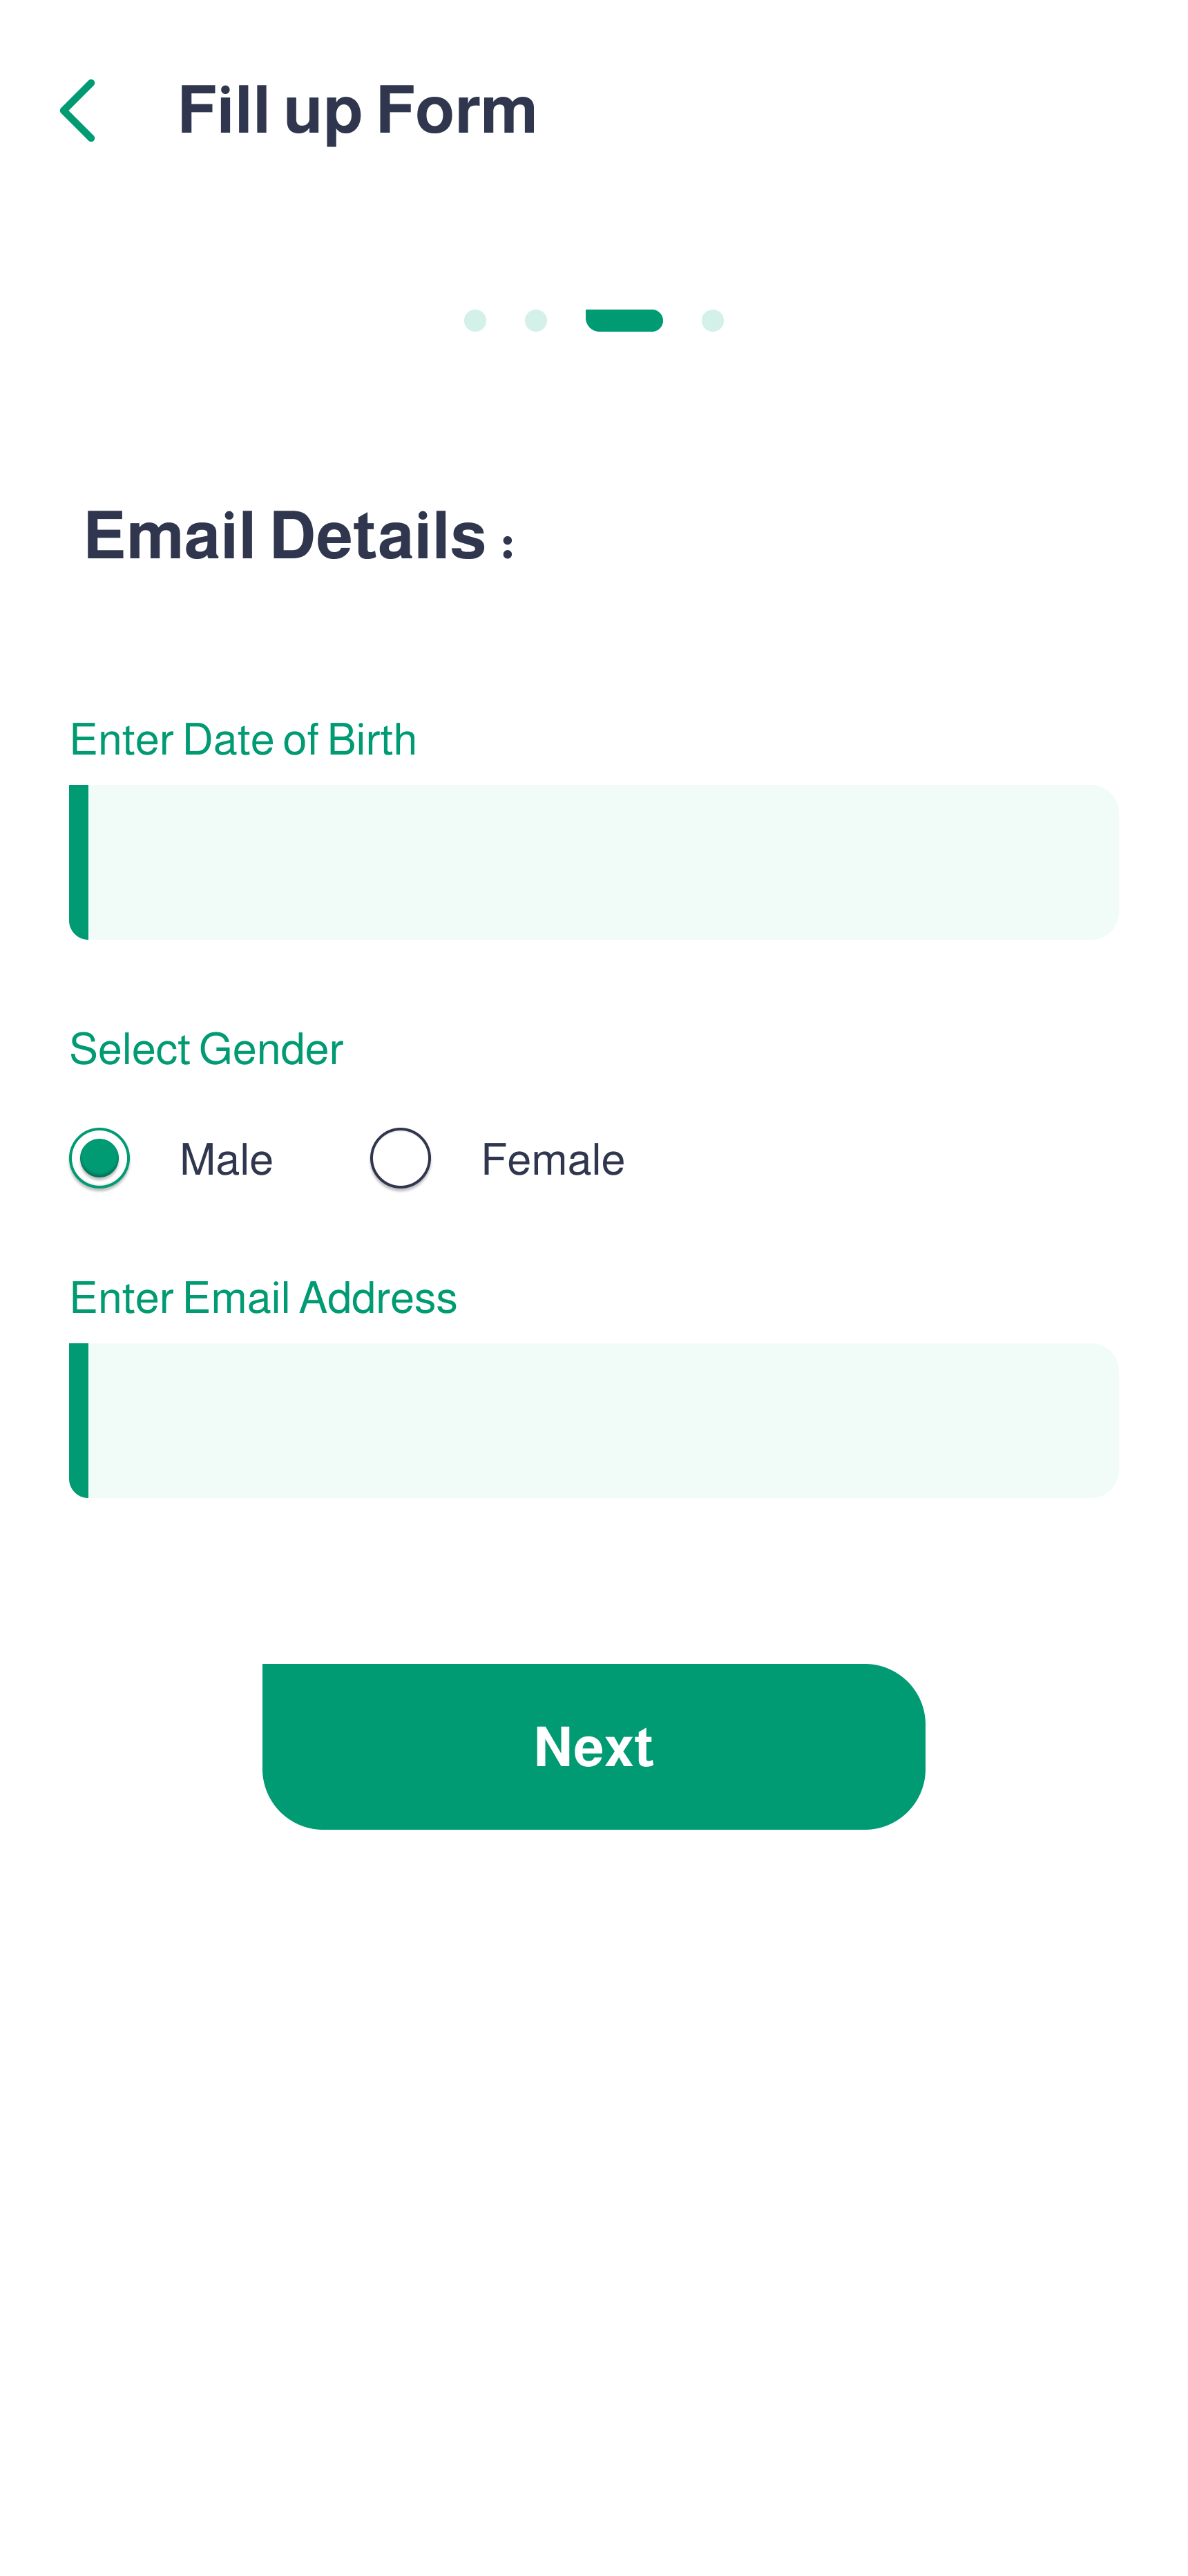 Fill up Form
Email Details :
Enter Date of Birth
Select Gender
Male Female
Enter Email Address
Next